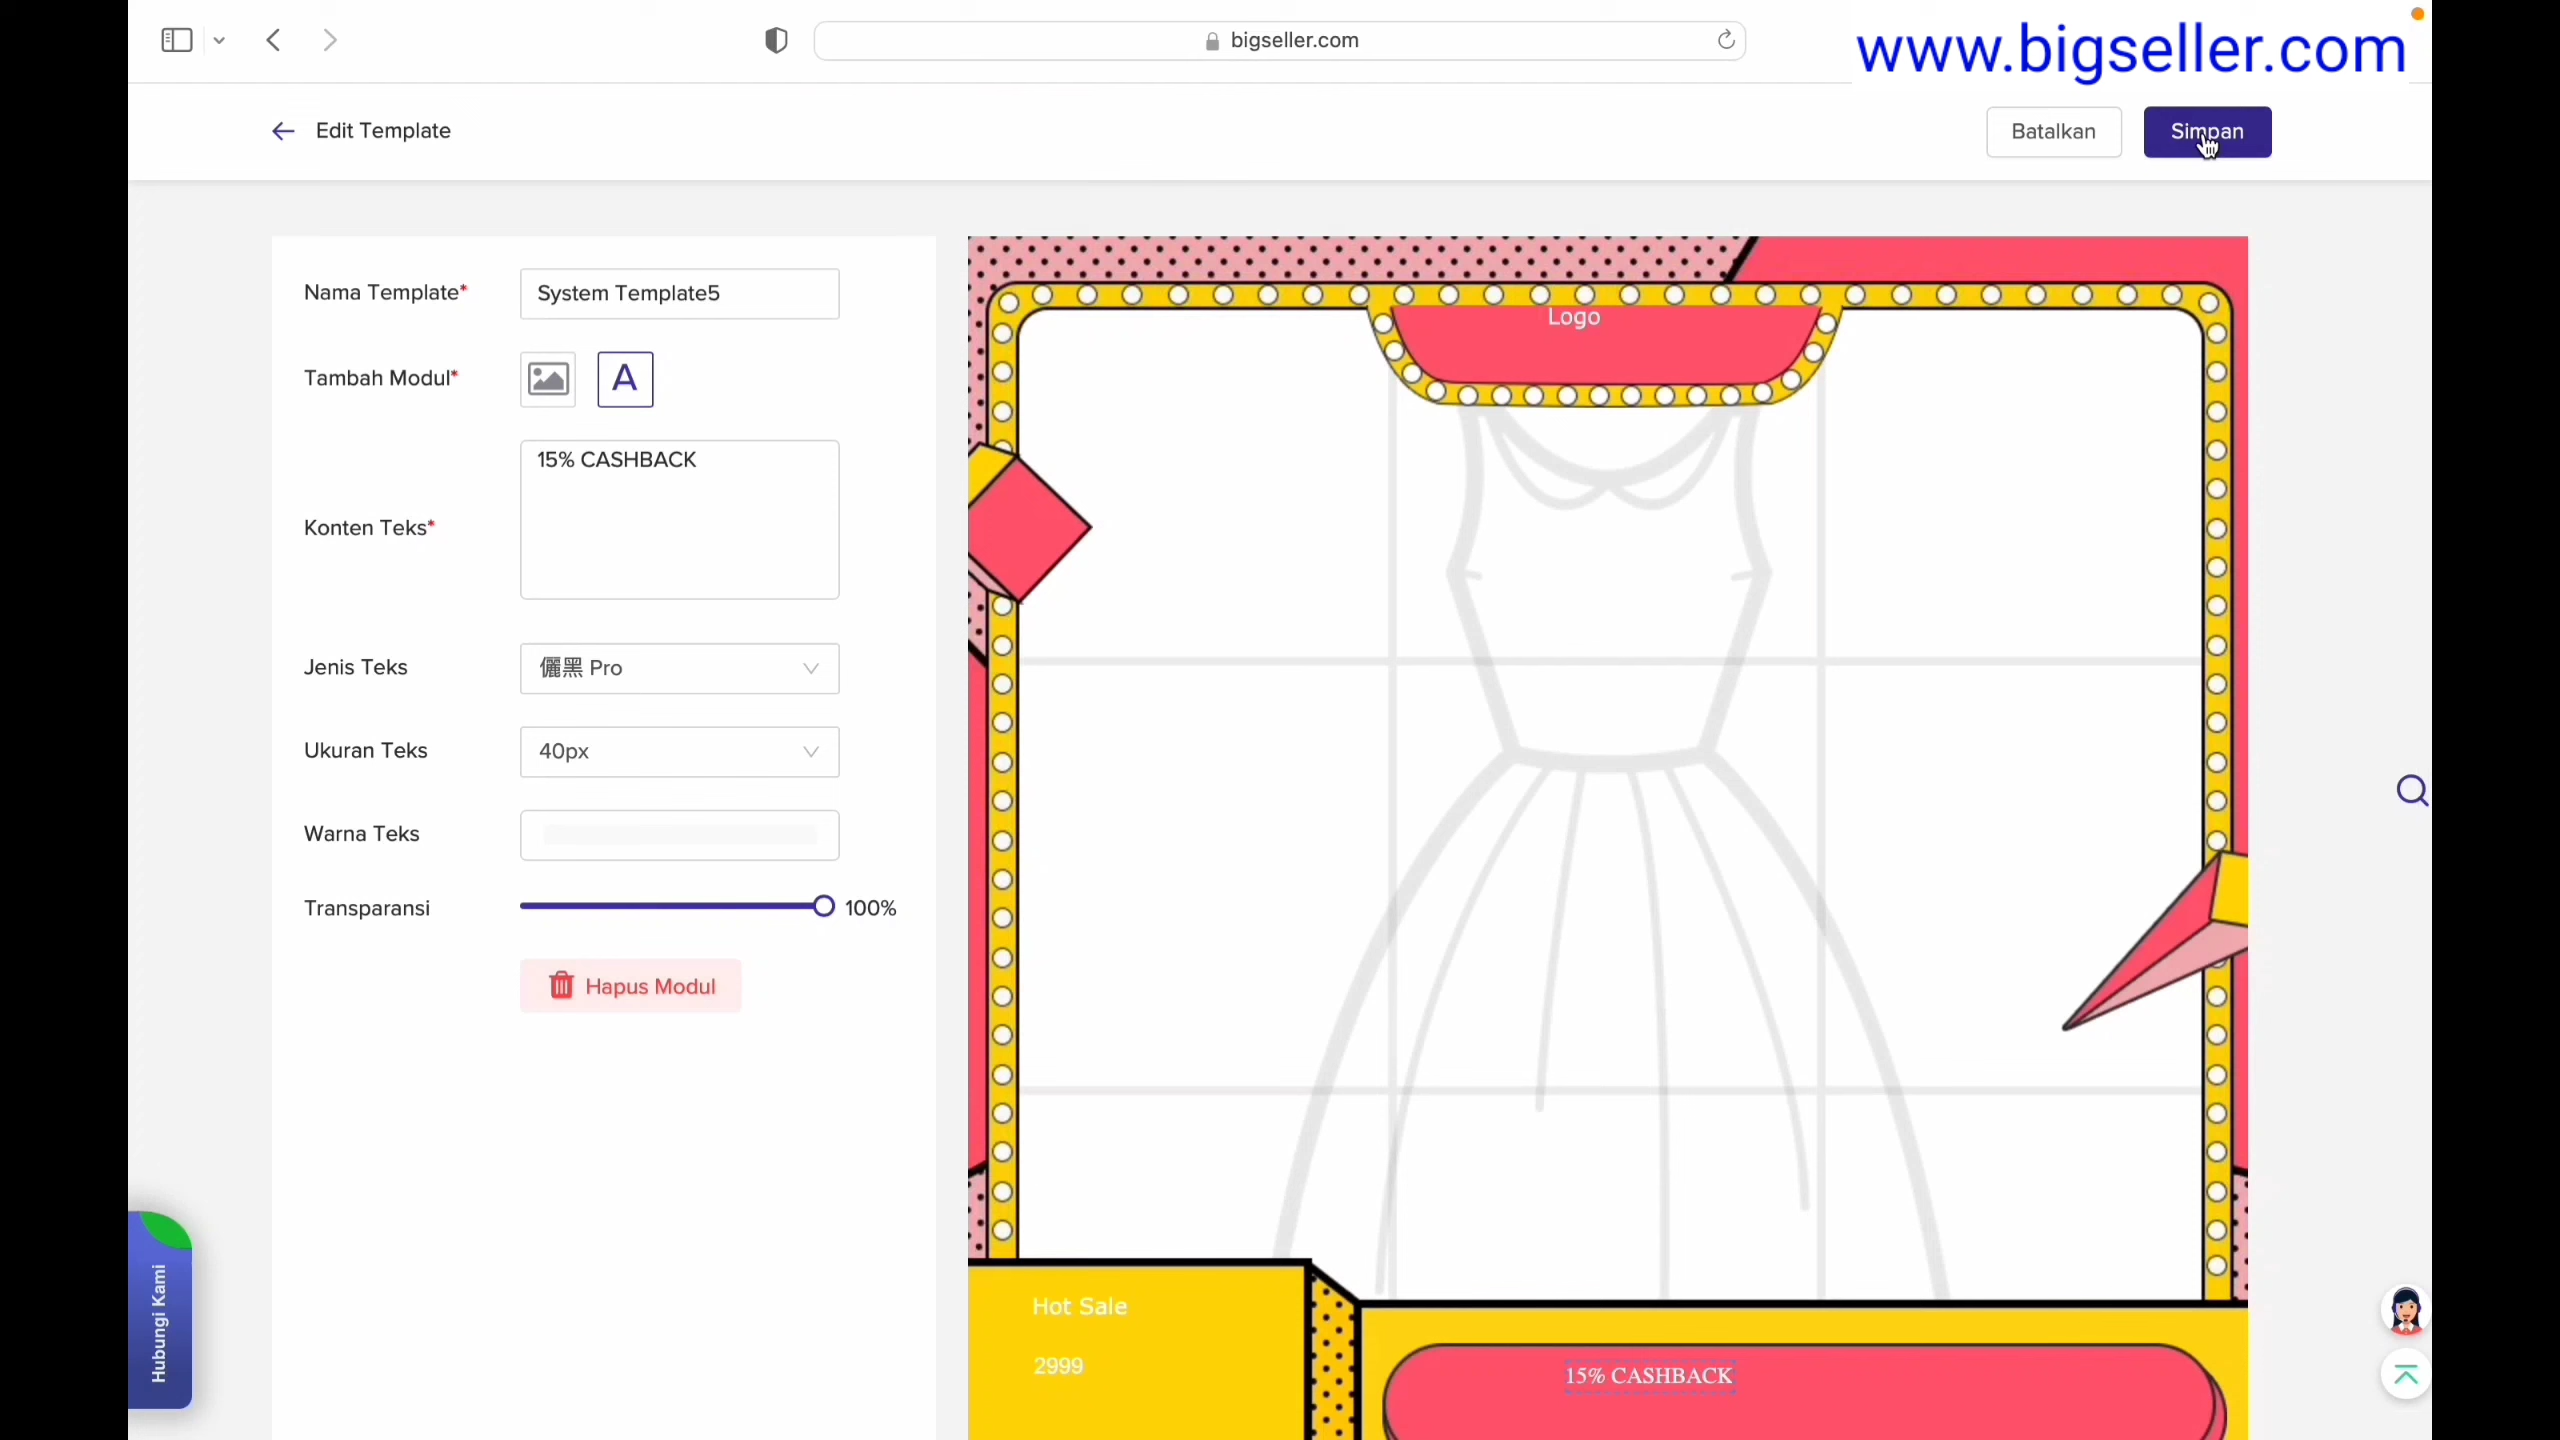 bigseller.com
www.bigseller.com
Edit Template
Batalkan
Simpan
Nama Template*
System Template5
Tambah Modul*
A
Konten Teks*
15% CASHBACK
Jenis Teks
儷黑 Pro
Ukuran Teks
40px
Warna Teks
Transparansi
100%
Hapus Modul
Hubungi Kami
Logo
Hot Sale
2999
15% CASHBACK